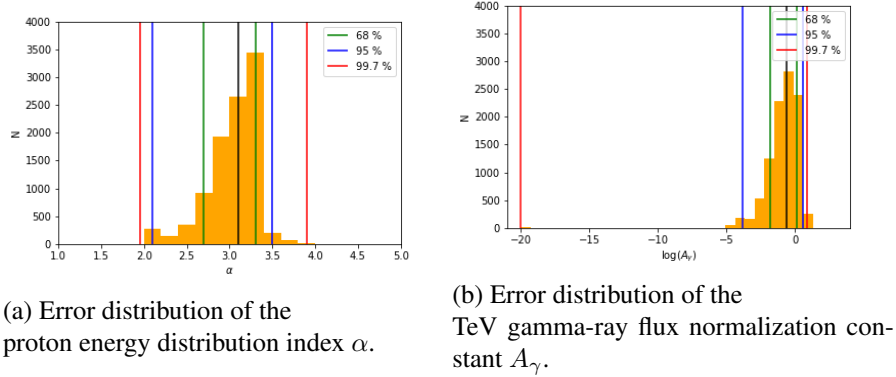 4000
3500
3000
2500
2000
1500
1000
500
0
N
1.0 1.5 2.0 2.5 3.0 3.5 4.0 4.5 5.0
α
68 %
95 %
99.7 %
(a) Error distribution of the
proton energy distribution index α.
4000
3500
3000
2500
2000
1500
1000
500
0
N
−20 −15 −10 −5 0
log(Aγ)
68 %
95 %
99.7 %
(b) Error distribution of the
TeV gamma-ray flux normalization con-
stant Aγ.